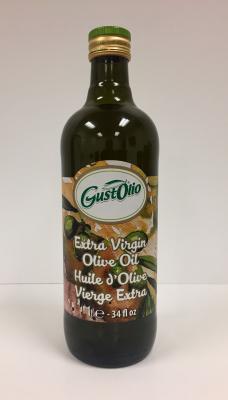 GustOlio
Extra Virgin
Olive Oil
Huile d'Olive
Vierge Extra
1 l ℮ - 34 fl oz